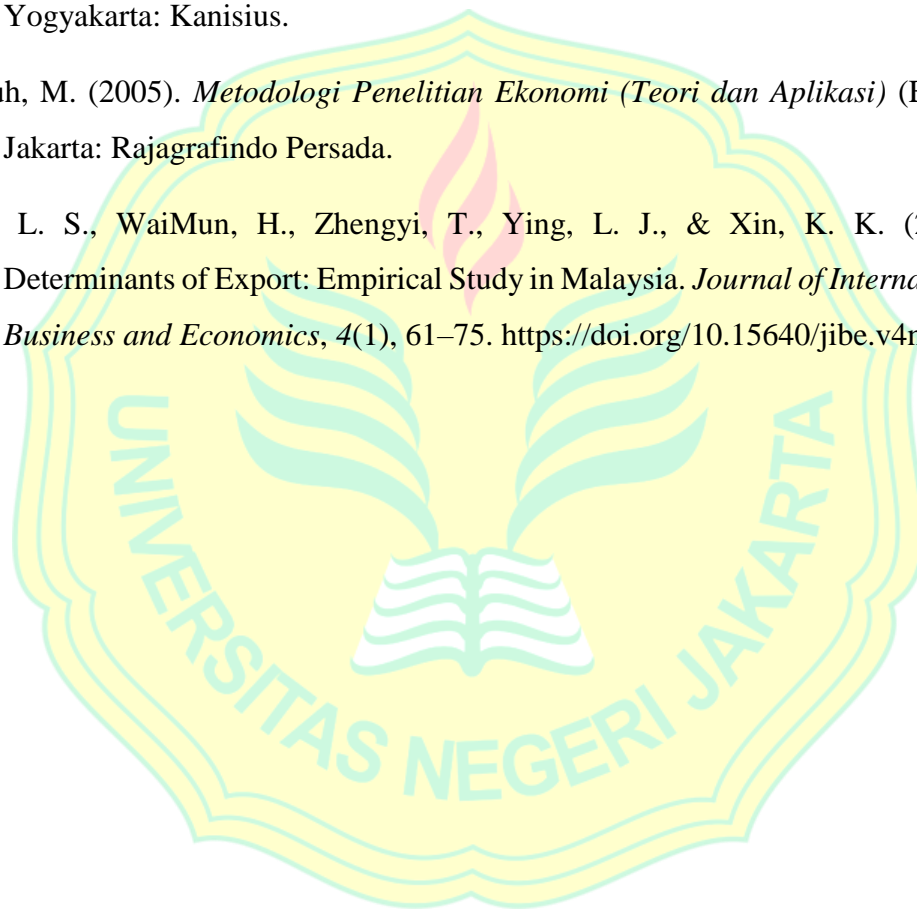 Yogyakarta: Kanisius.
uh, M. (2005). Metodologi Penelitian Ekonomi (Teori dan Aplikasi) (
Jakarta: Rajagrafindo Persada.
L. S., WaiMun, H., Zhengyi, T., Ying, L. J., & Xin, K. K. (
Determinants of Export: Empirical Study in Malaysia. Journal of Interna
Business and Economics, 4(1), 61–75. https://doi.org/10.15640/jibe.v4
UNIVERSITAS NEGERI JAKARTA